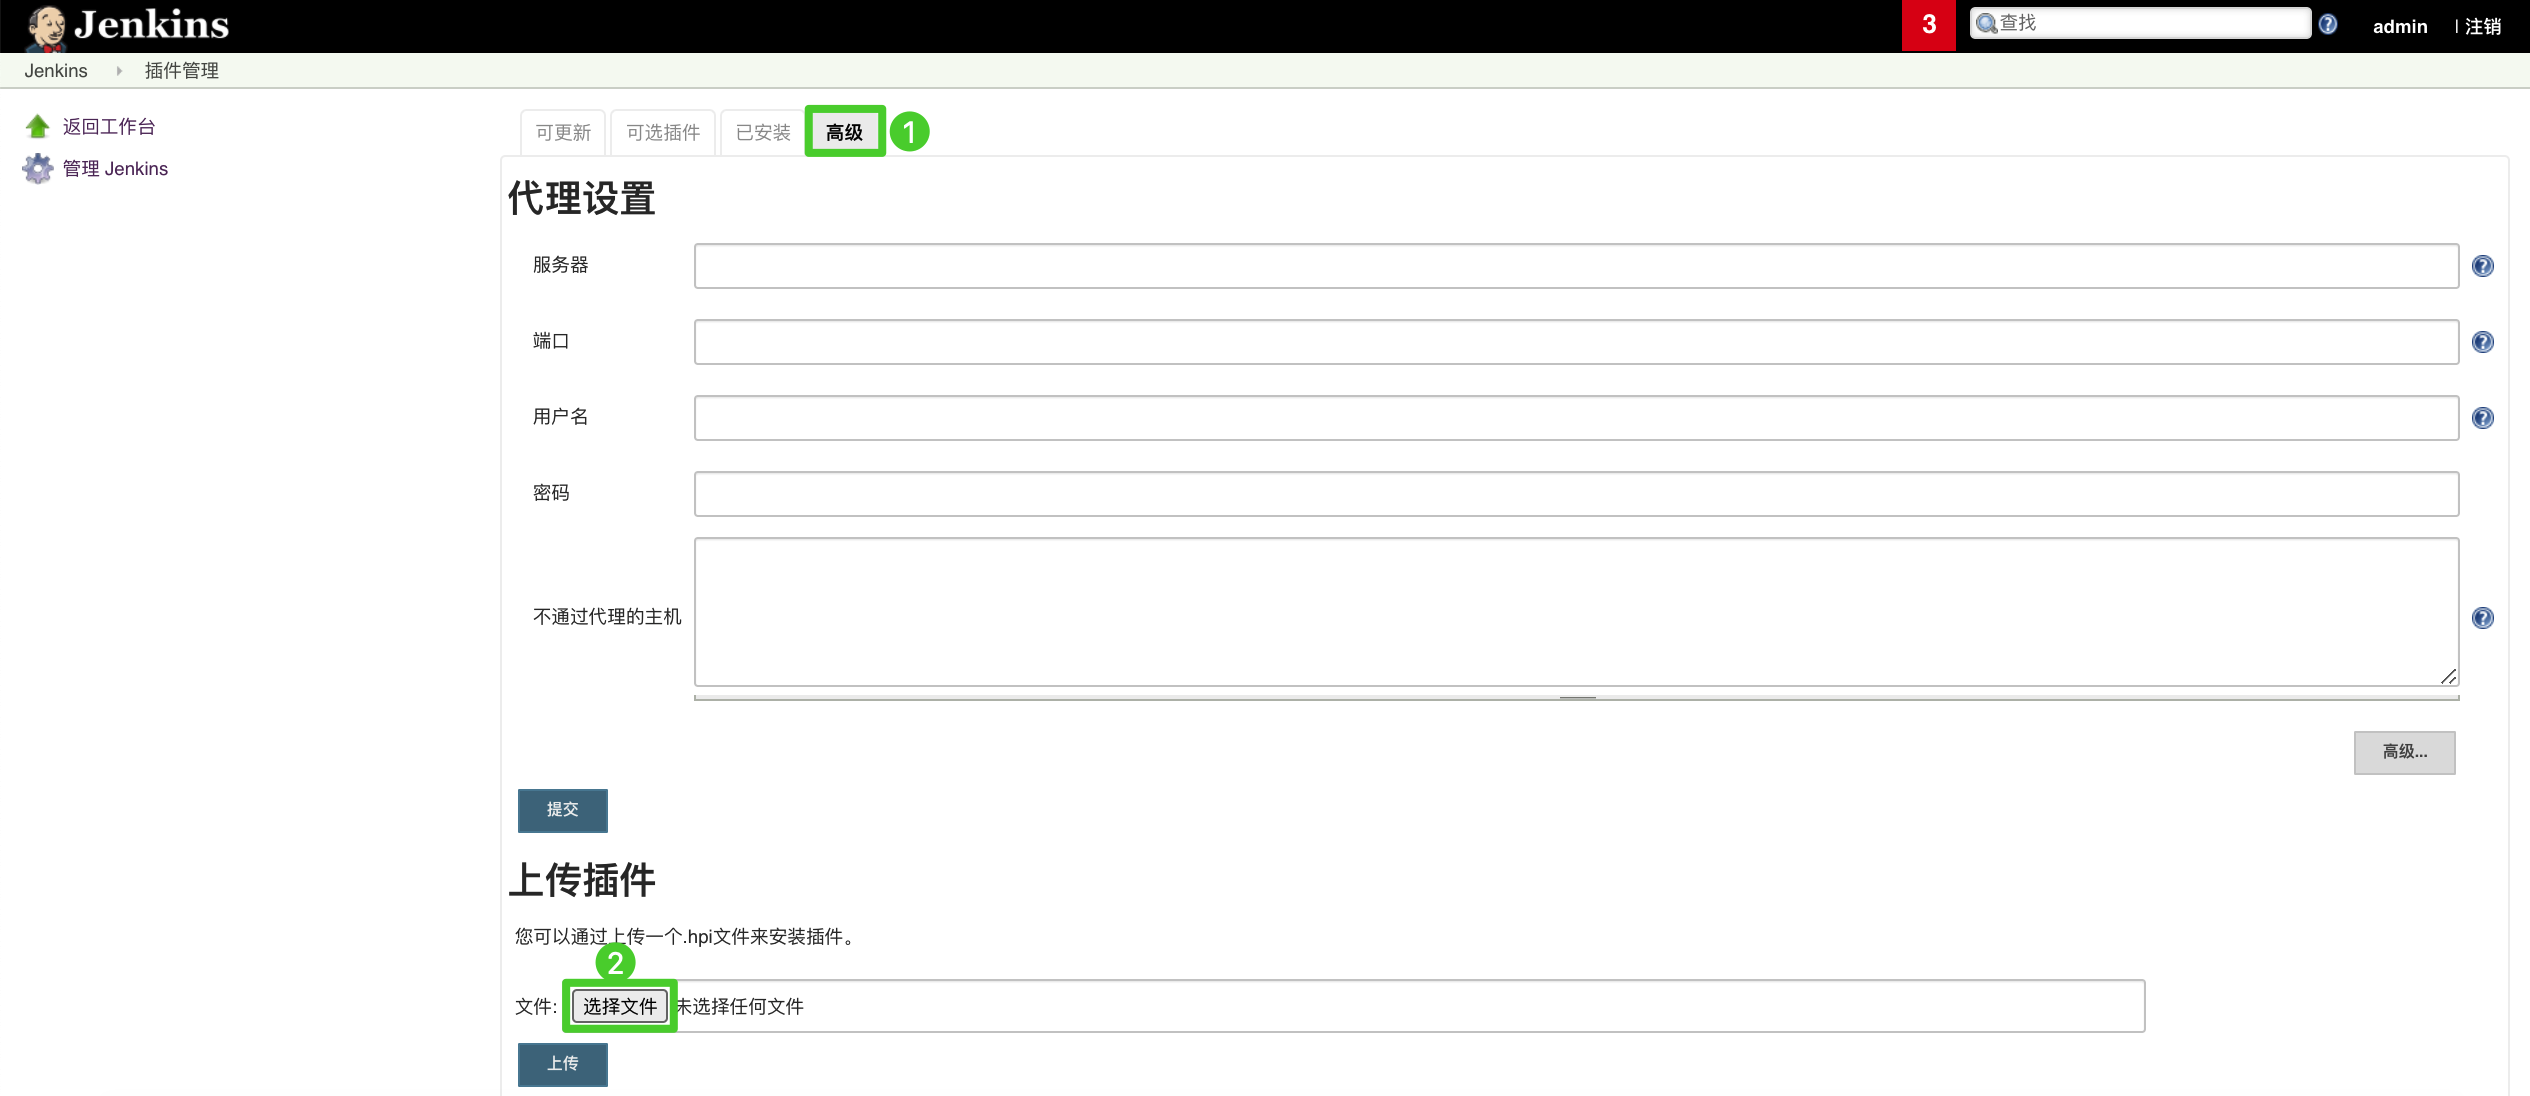 Jenkins
3
查找
admin
| 注销
Jenkins
插件管理
返回工作台
管理 Jenkins
可更新
可选插件
已安装
高级
1
代理设置
服务器
端口
用户名
密码
不通过代理的主机
高级...
提交
上传插件
您可以通过上传一个.hpi文件来安装插件。
2
文件:
选择文件
未选择任何文件
上传